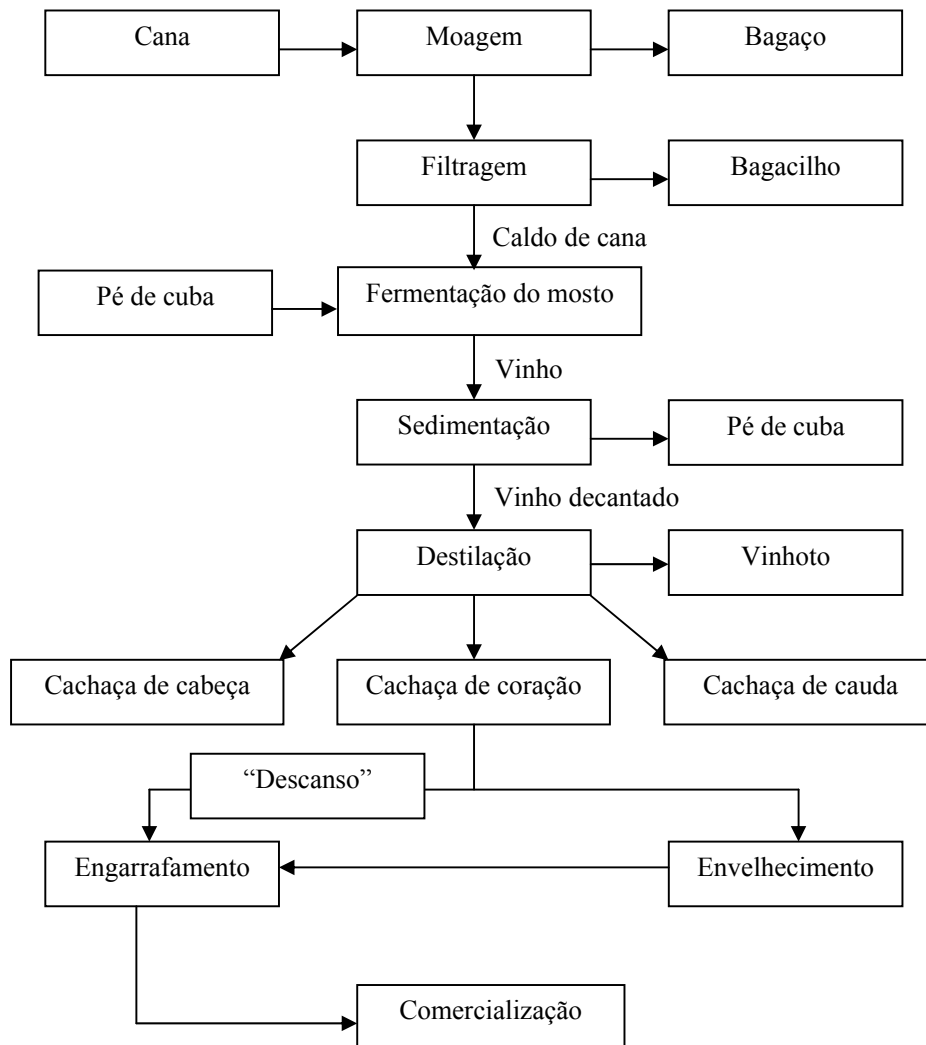 Cana
Moagem
Bagaço
Filtragem
Bagacilho
Caldo de cana
Pé de cuba
Fermentação do mosto
Vinho
Sedimentação
Pé de cuba
Vinho decantado
Destilação
Vinhoto
Cachaça de cabeça
Cachaça de coração
Cachaça de cauda
“Descanso”
Engarrafamento
Envelhecimento
Comercialização